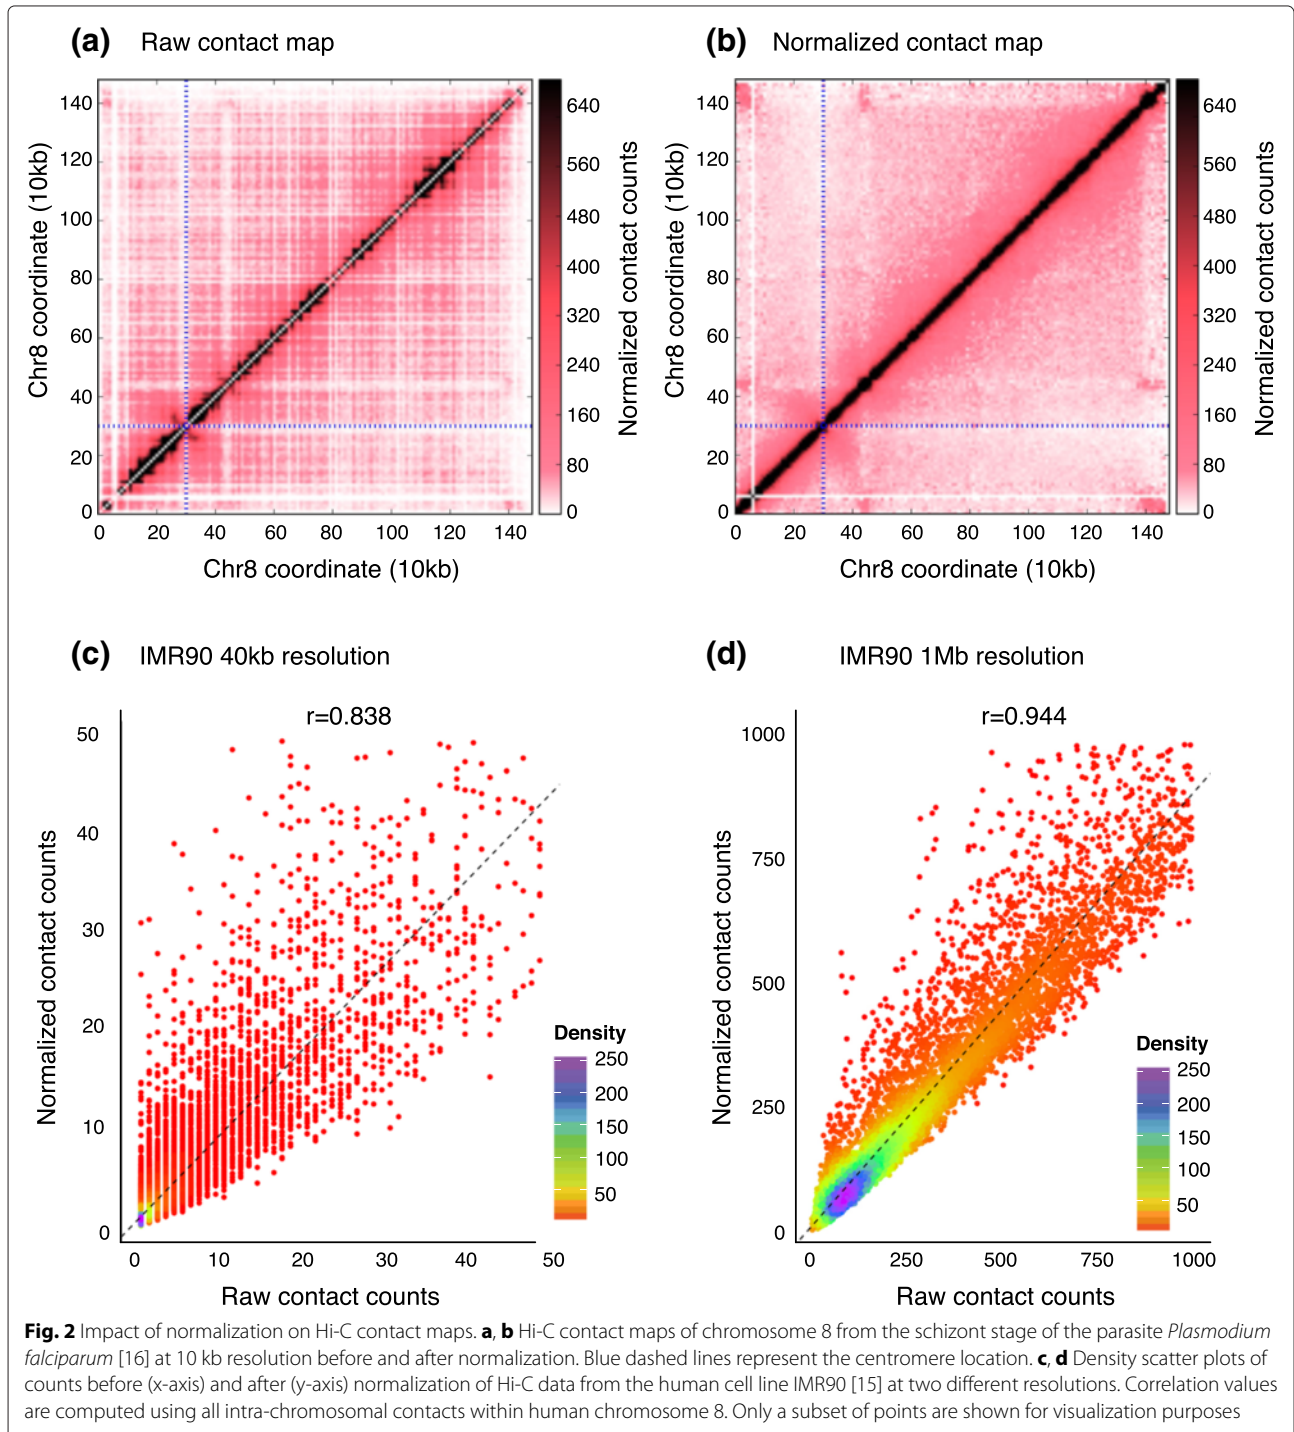 (a) Raw contact map
140
120
100
80
60
40
20
0
Chr8 coordinate (10kb)
0 20 40 60 80 100 120 140
Chr8 coordinate (10kb)
640
560
480
400
320
240
160
80
0
Normalized contact counts
(b) Normalized contact map
140
120
100
80
60
40
20
0
Chr8 coordinate (10kb)
0 20 40 60 80 100 120 140
Chr8 coordinate (10kb)
640
560
480
400
320
240
160
80
0
Normalized contact counts
(c) IMR90 40kb resolution
r=0.838
50
40
30
20
10
0
Normalized contact counts
0 10 20 30 40 50
Raw contact counts
Density
250
200
150
100
50
(d) IMR90 1Mb resolution
r=0.944
1000
750
500
250
0
Normalized contact counts
0 250 500 750 1000
Raw contact counts
Density
250
200
150
100
50
Fig. 2 Impact of normalization on Hi-C contact maps. a, b Hi-C contact maps of chromosome 8 from the schizont stage of the parasite Plasmodium
falciparum [16] at 10 kb resolution before and after normalization. Blue dashed lines represent the centromere location. c, d Density scatter plots of
counts before (x-axis) and after (y-axis) normalization of Hi-C data from the human cell line IMR90 [15] at two different resolutions. Correlation values
are computed using all intra-chromosomal contacts within human chromosome 8. Only a subset of points are shown for visualization purposes